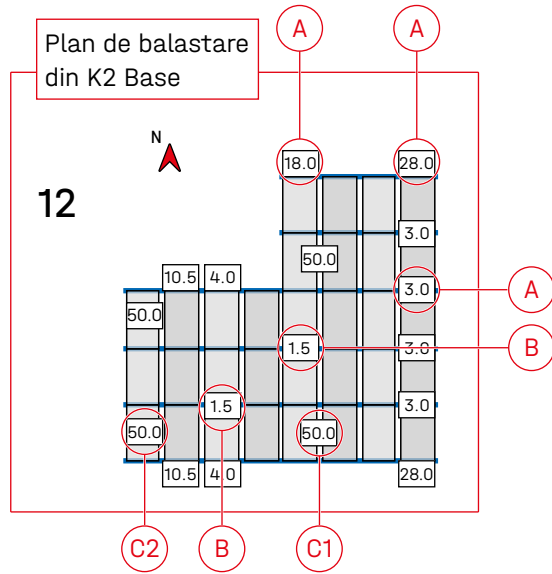 A A
Plan de balastare
din K2 Base
N
18.0 28.0
12
3.0
50.0
10.5 4.0
3.0 A
50.0
1.5 3.0 B
1.5 3.0
50.0 50.0
10.5 4.0 28.0
C2 B C1